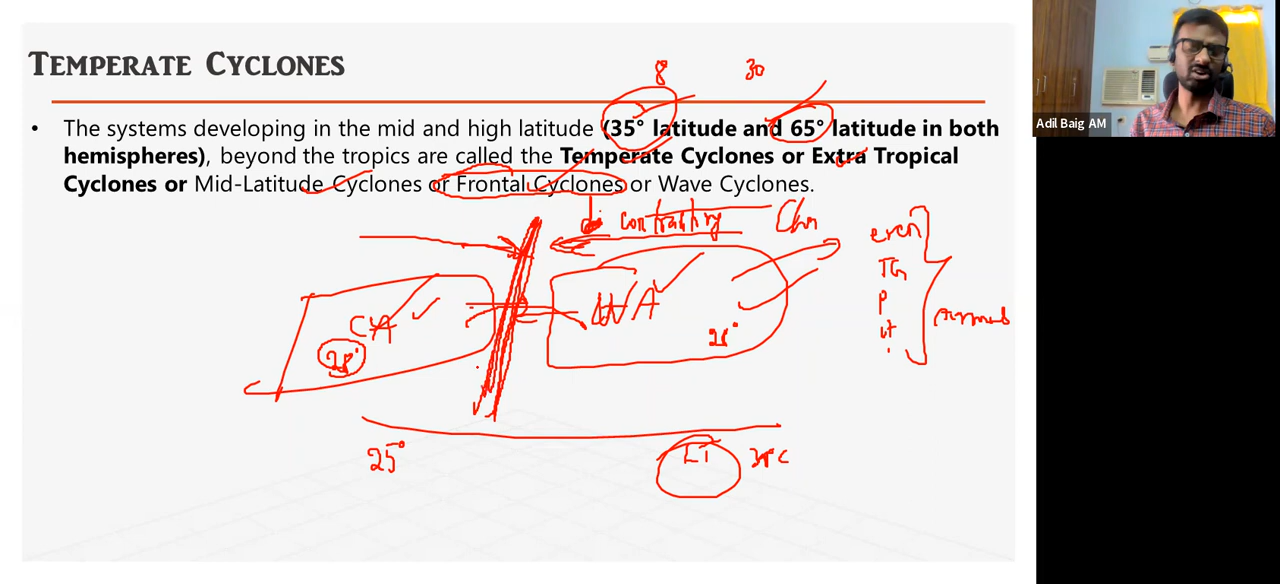 TEMPERATE CYCLONES
8 30
• The systems developing in the mid and high latitude (35° latitude and 65° latitude in both
hemispheres), beyond the tropics are called the Temperate Cyclones or Extra Tropical
Cyclones or Mid-Latitude Cyclones or Frontal Cyclones or Wave Cyclones.
contrasting
CA
WA
28°
25°
LT
P
Adil Baig AM